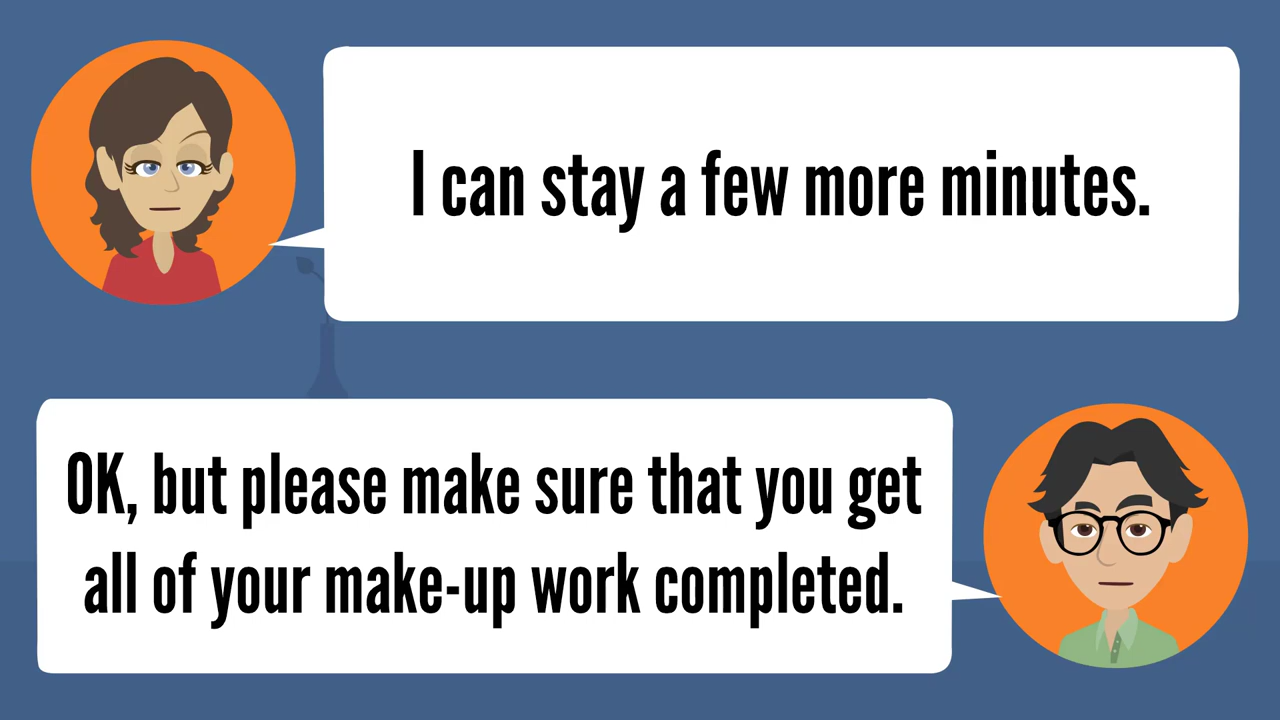 I can stay a few more minutes.
OK, but please make sure that you get
all of your make-up work completed.